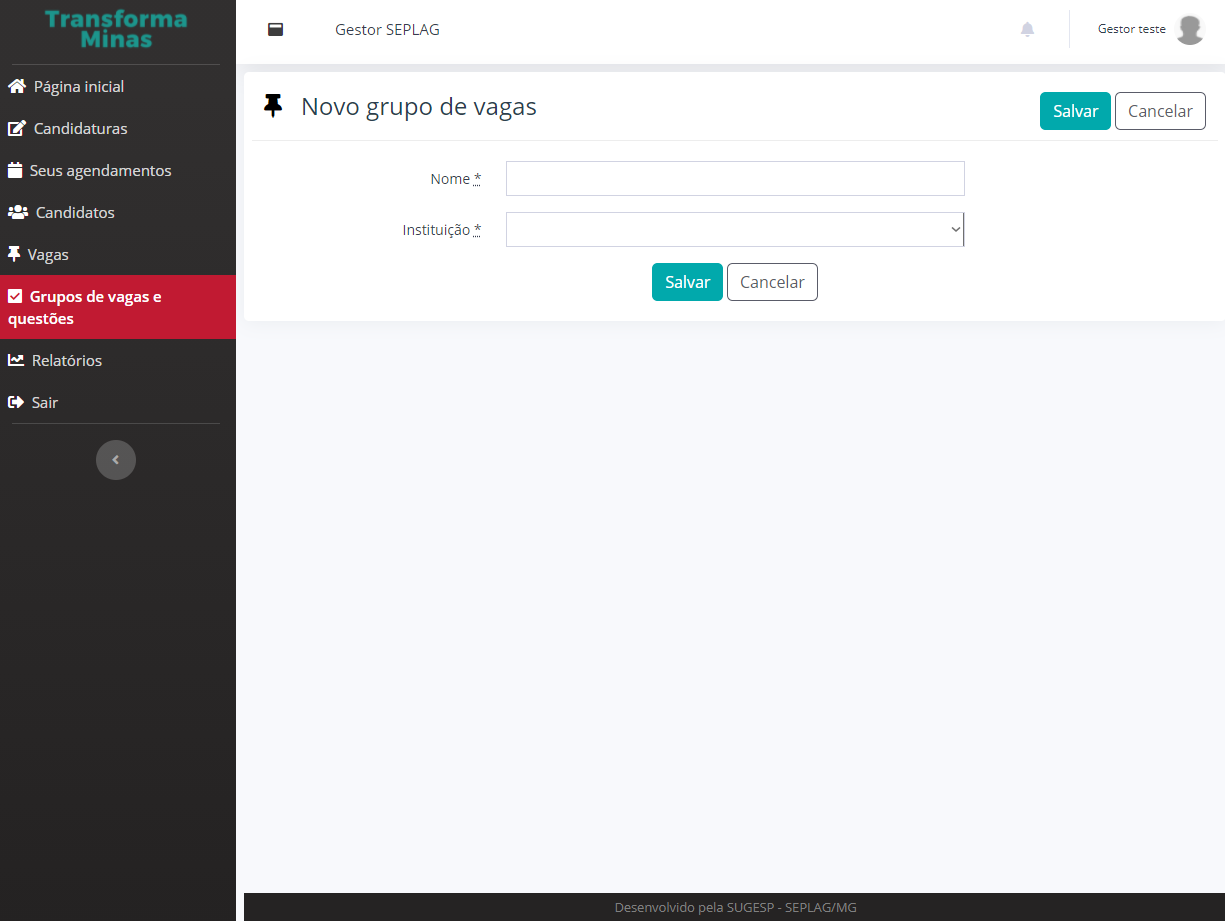 Transforma
Minas
Página inicial
Candidaturas
Seus agendamentos
Candidatos
Vagas
Grupos de vagas e
questões
Relatórios
Sair
Gestor SEPLAG
Gestor teste
Novo grupo de vagas
Salvar
Cancelar
Nome *
Instituição *
Salvar
Cancelar
Desenvolvido pela SUGESP - SEPLAG/MG